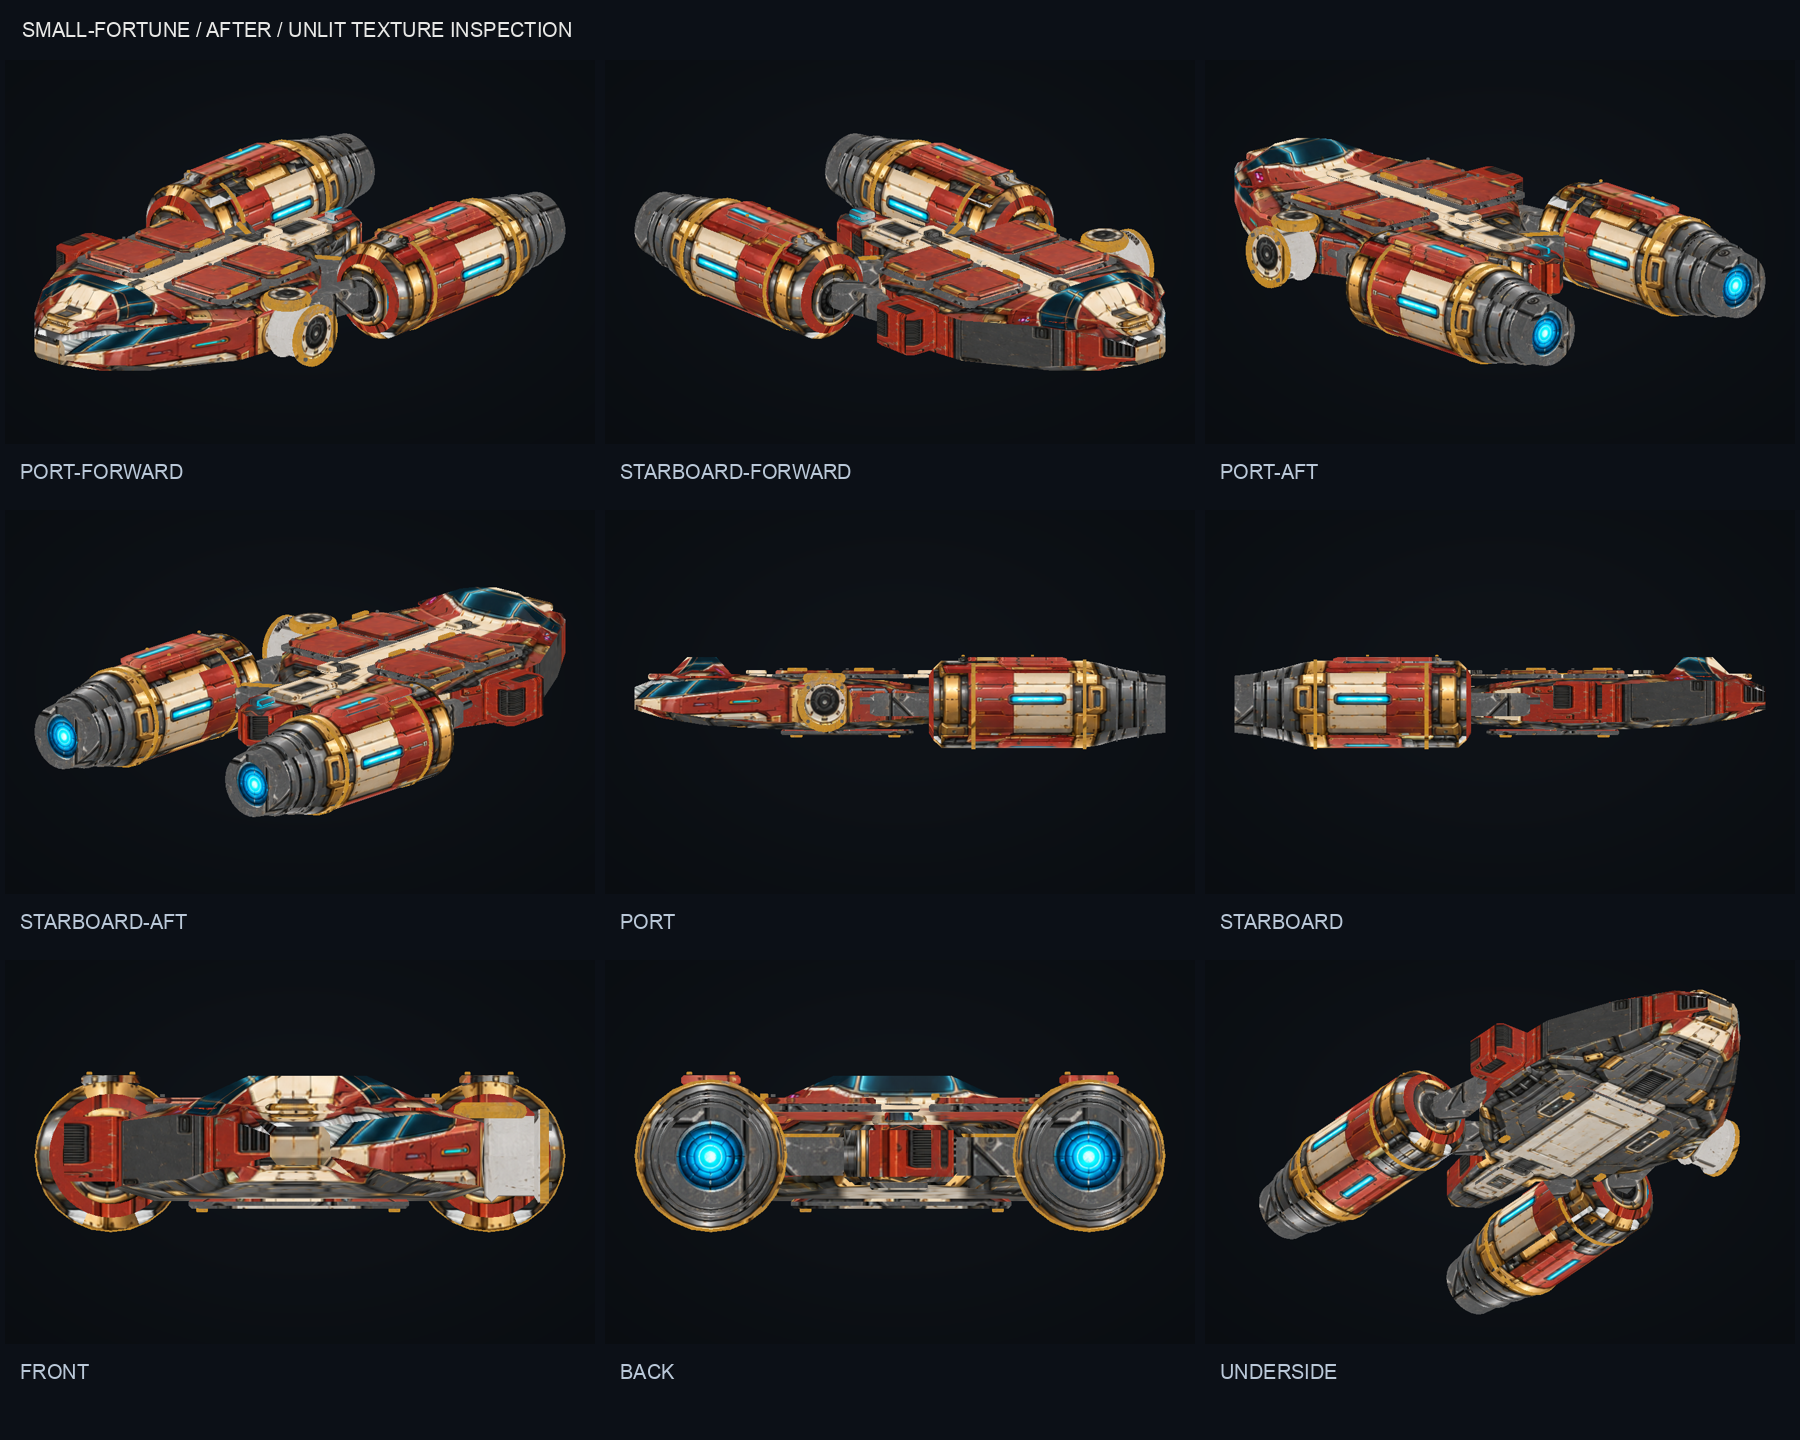 SMALL-FORTUNE / AFTER / UNLIT TEXTURE INSPECTION
PORT-FORWARD
STARBOARD-FORWARD
PORT-AFT
STARBOARD-AFT
PORT
STARBOARD
FRONT
BACK
UNDERSIDE